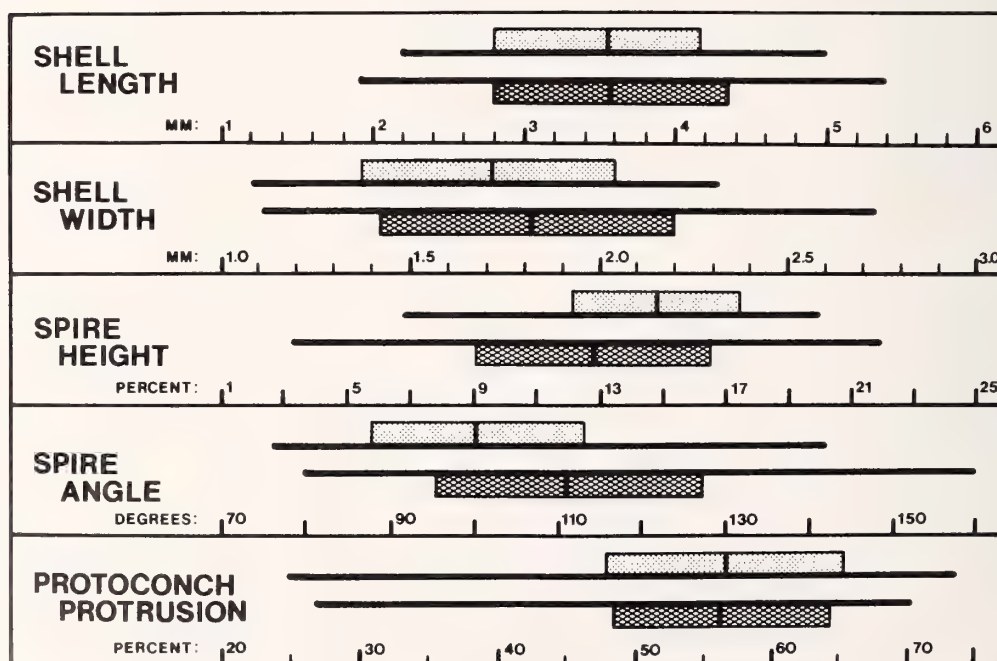 SHELL
LENGTH
MM: 1 2 3 4 5 6
SHELL
WIDTH
MM: 1.0 1.5 2.0 2.5 3.0
SPIRE
HEIGHT
PERCENT: 1 5 9 13 17 21 25
SPIRE
ANGLE
DEGREES: 70 90 110 130 150
PROTOCONCH
PROTRUSION
PERCENT: 20 30 40 50 60 70